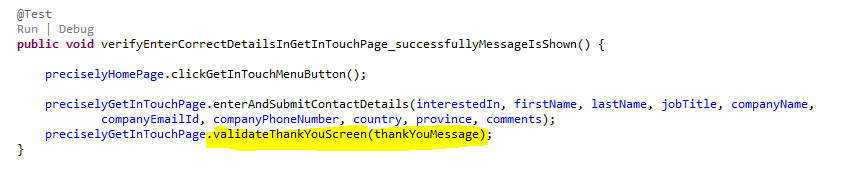 @Test
Run | Debug
public void verifyEnterCorrectDetailsInGetInTouchPage_successfullyMessageIsShown() {
preciselyHomePage.clickGetInTouchMenuButton();
preciselyGetInTouchPage.enterAndSubmitContactDetails(interestedIn, firstName, lastName, jobTitle, companyName,
companyEmailId, companyPhoneNumber, country, province, comments);
preciselyGetInTouchPage.validateThankYouScreen(thankYouMessage);
}